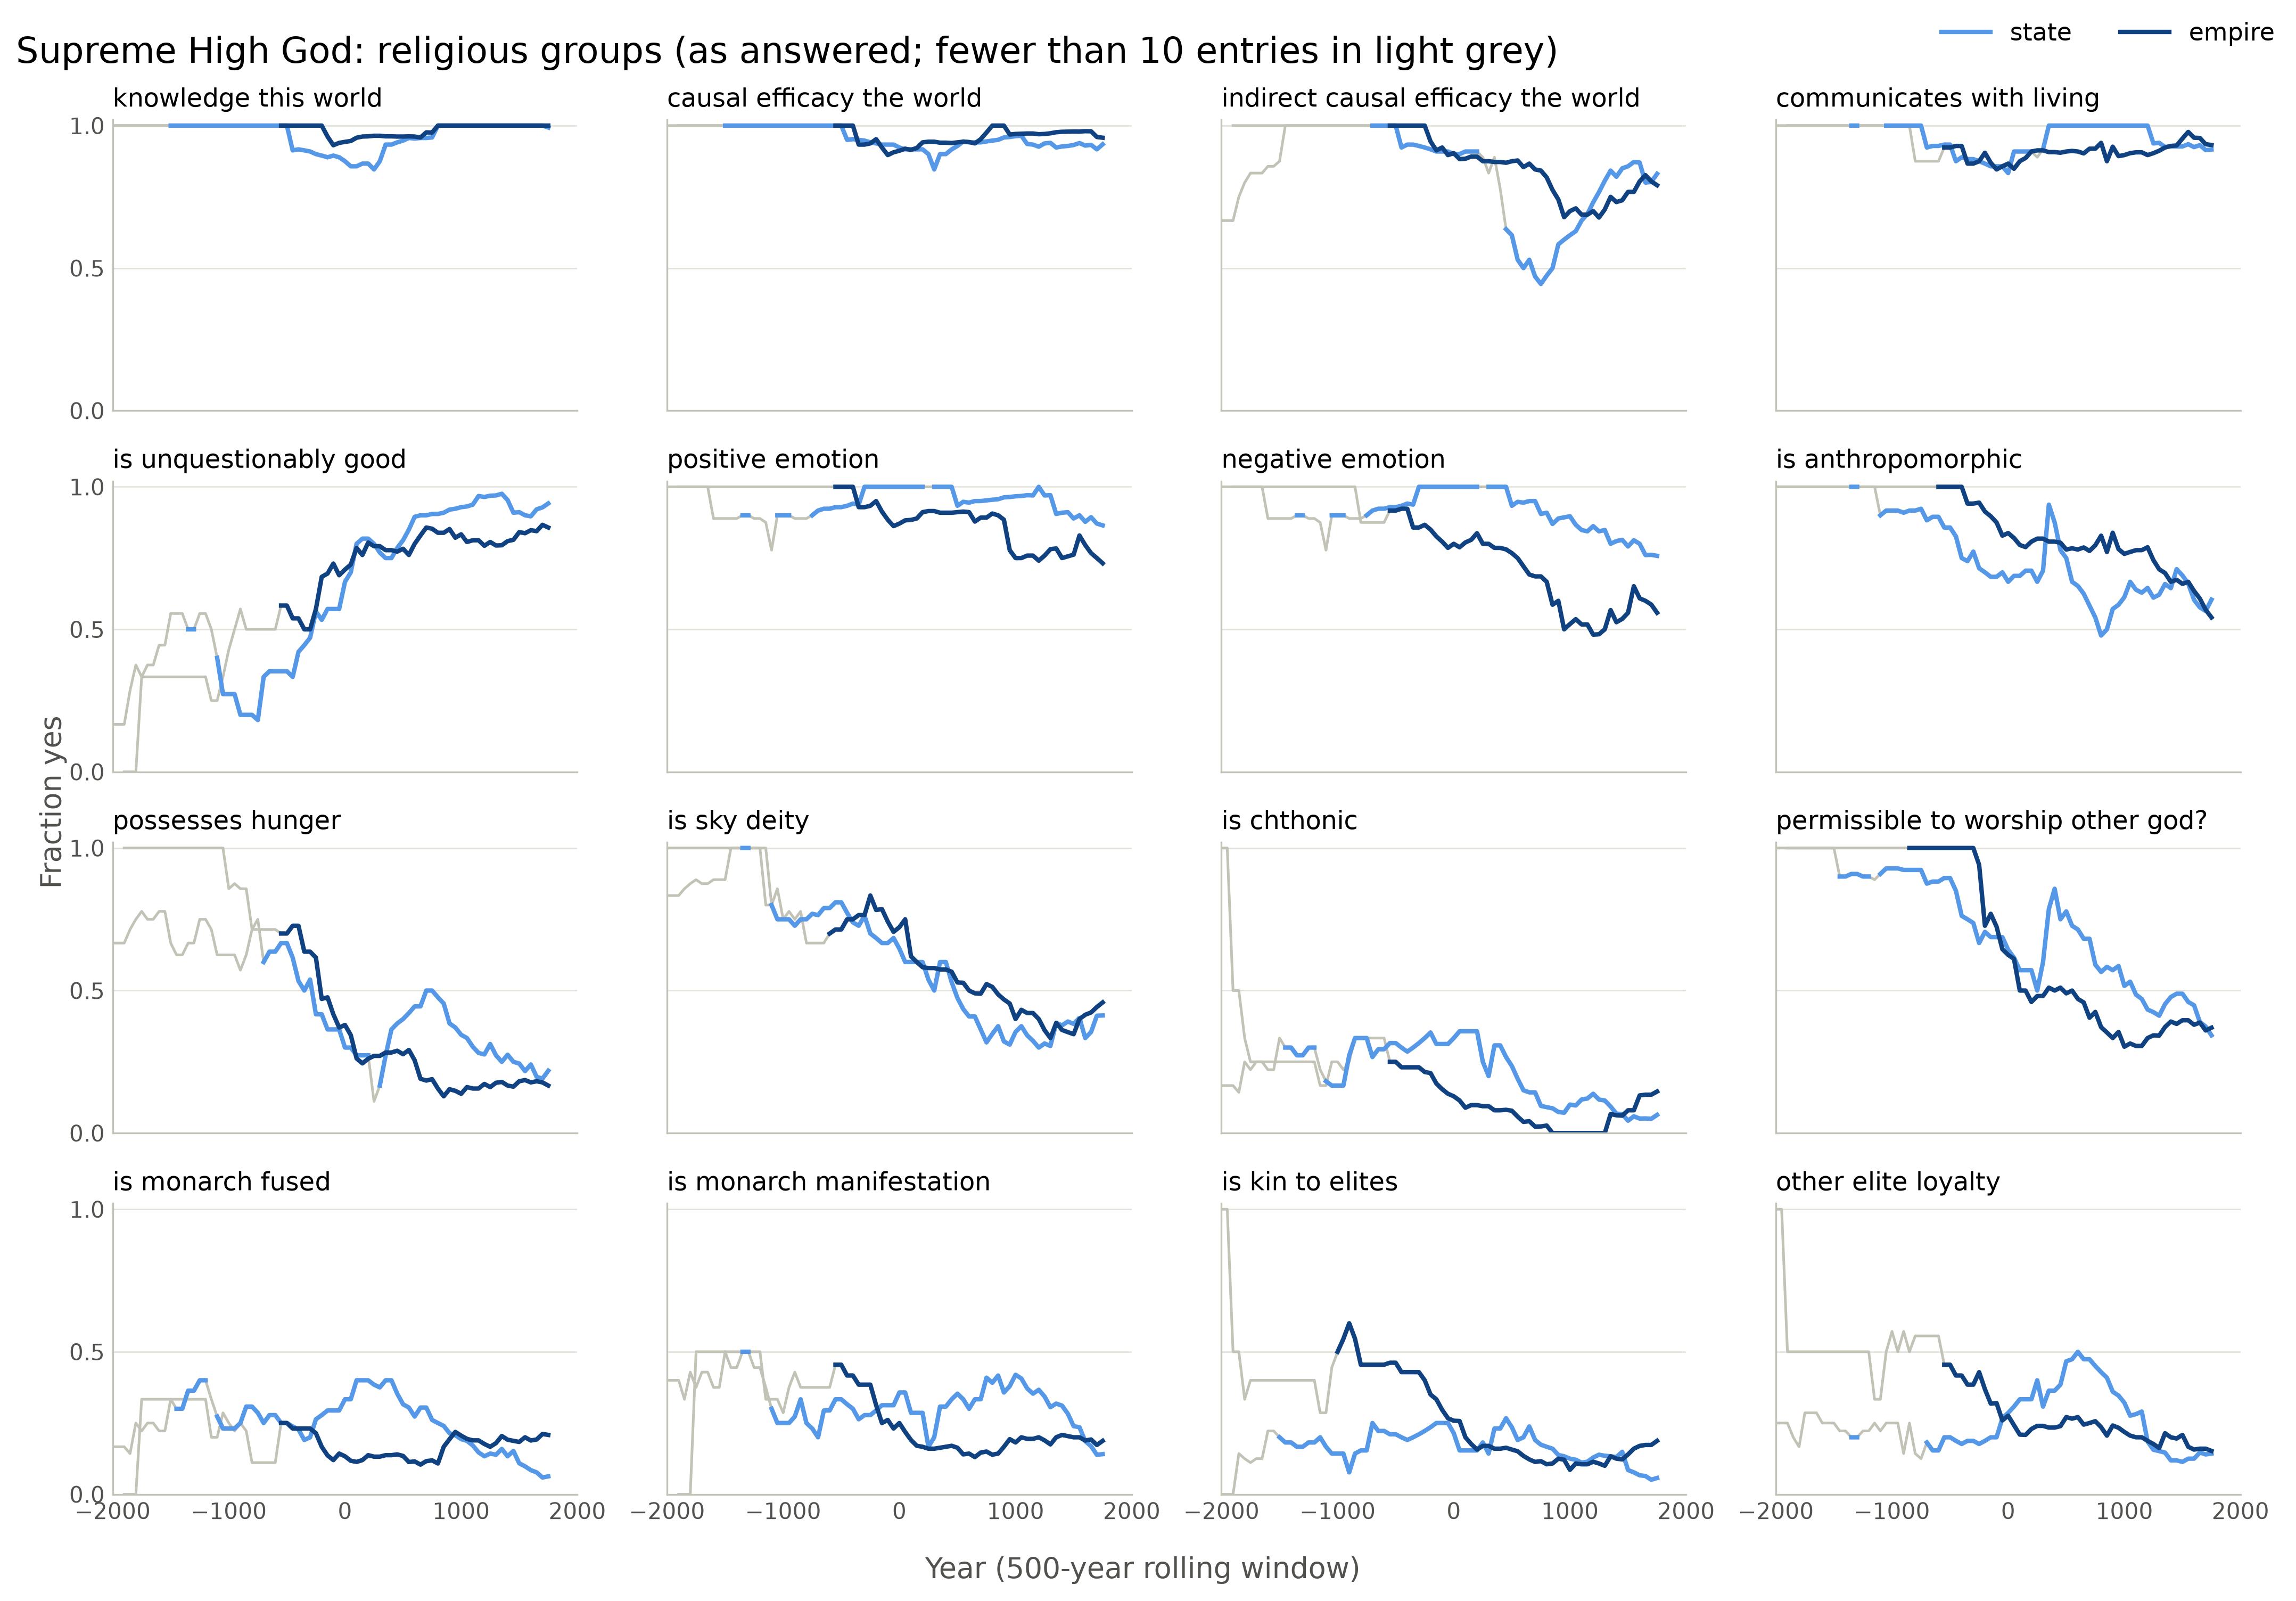 Supreme High God: religious groups (as answered; fewer than 10 entries in light grey)
state
empire
knowledge this world
causal efficacy the world
indirect causal efficacy the world
communicates with living
1.0
0.5
0.0
is unquestionably good
positive emotion
negative emotion
is anthropomorphic
1.0
0.5
0.0
possesses hunger
is sky deity
is chthonic
permissible to worship other god?
1.0
0.5
0.0
is monarch fused
is monarch manifestation
is kin to elites
other elite loyalty
1.0
0.5
0.0
−2000 −1000 0 1000 2000
−2000 −1000 0 1000 2000
−2000 −1000 0 1000 2000
−2000 −1000 0 1000 2000
Fraction yes
Year (500-year rolling window)